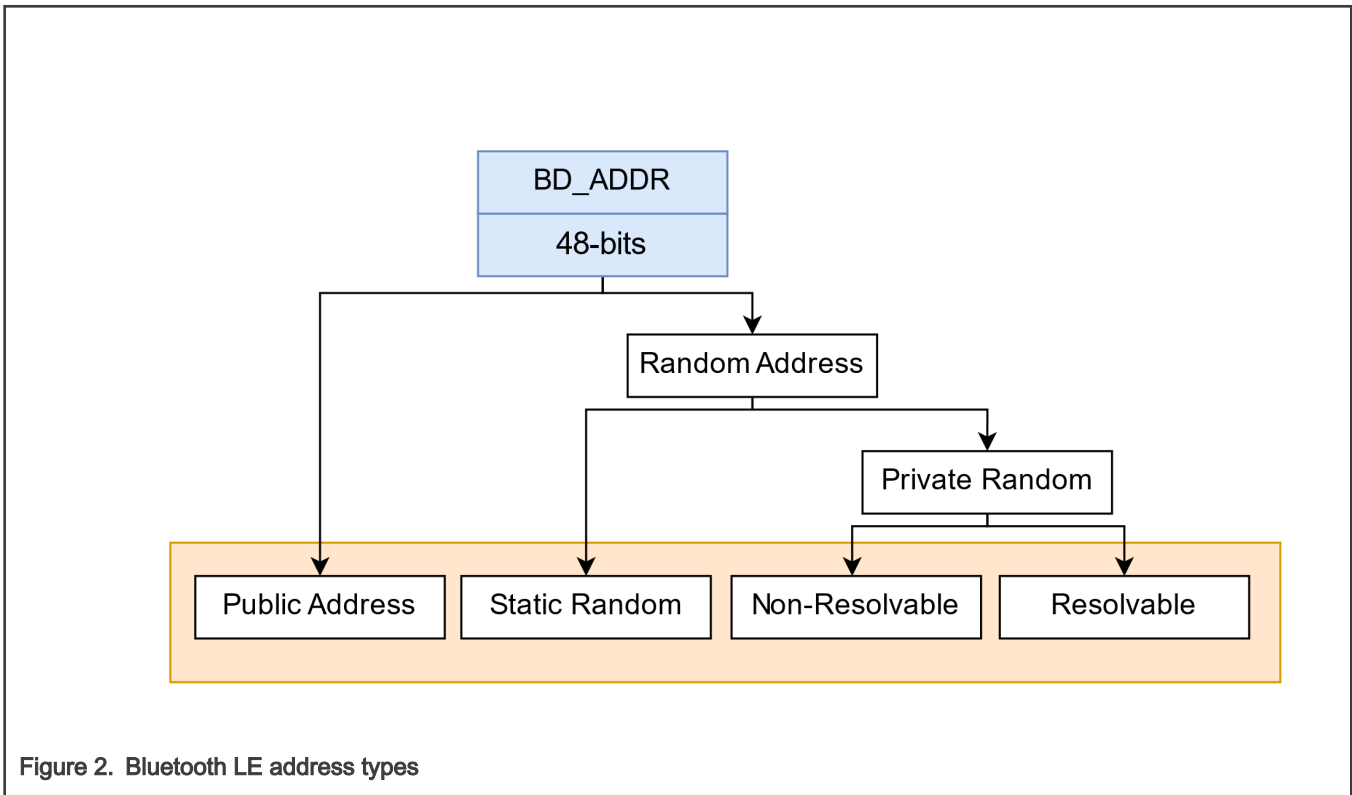 BD_ADDR
48-bits
Random Address
Private Random
Public Address
Static Random
Non-Resolvable
Resolvable
Figure 2. Bluetooth LE address types